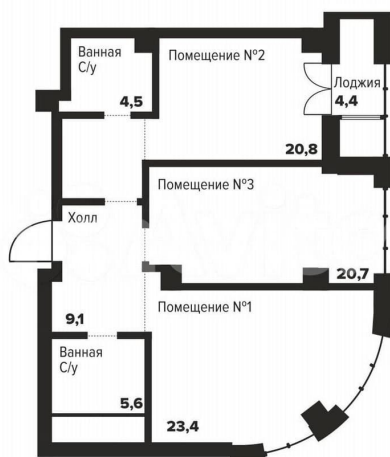 Ванная
С/у
4,5
Помещение №2
20,8
Лоджия
4,4
Помещение №3
20,7
Холл
9,1
Помещение №1
23,4
Ванная
С/у
5,6